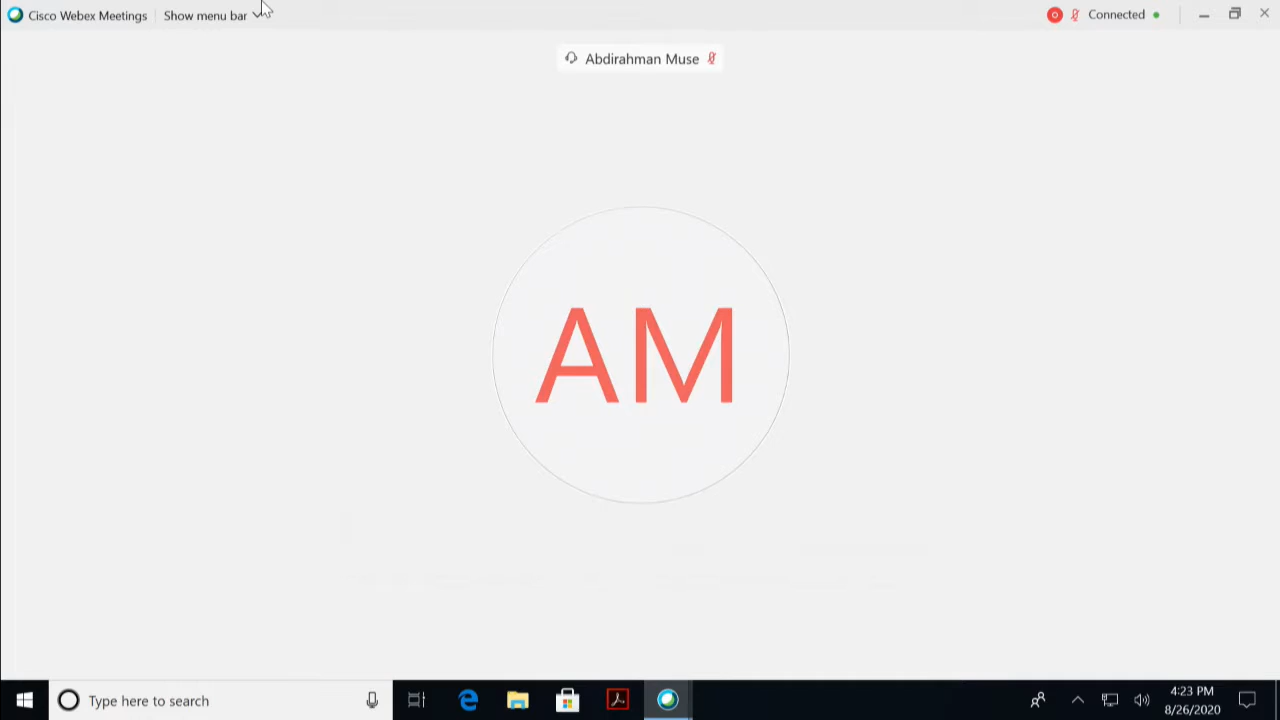 Cisco Webex Meetings
Show menu bar
Connected
Abdirahman Muse
AM
Type here to search
4:23 PM
8/26/2020